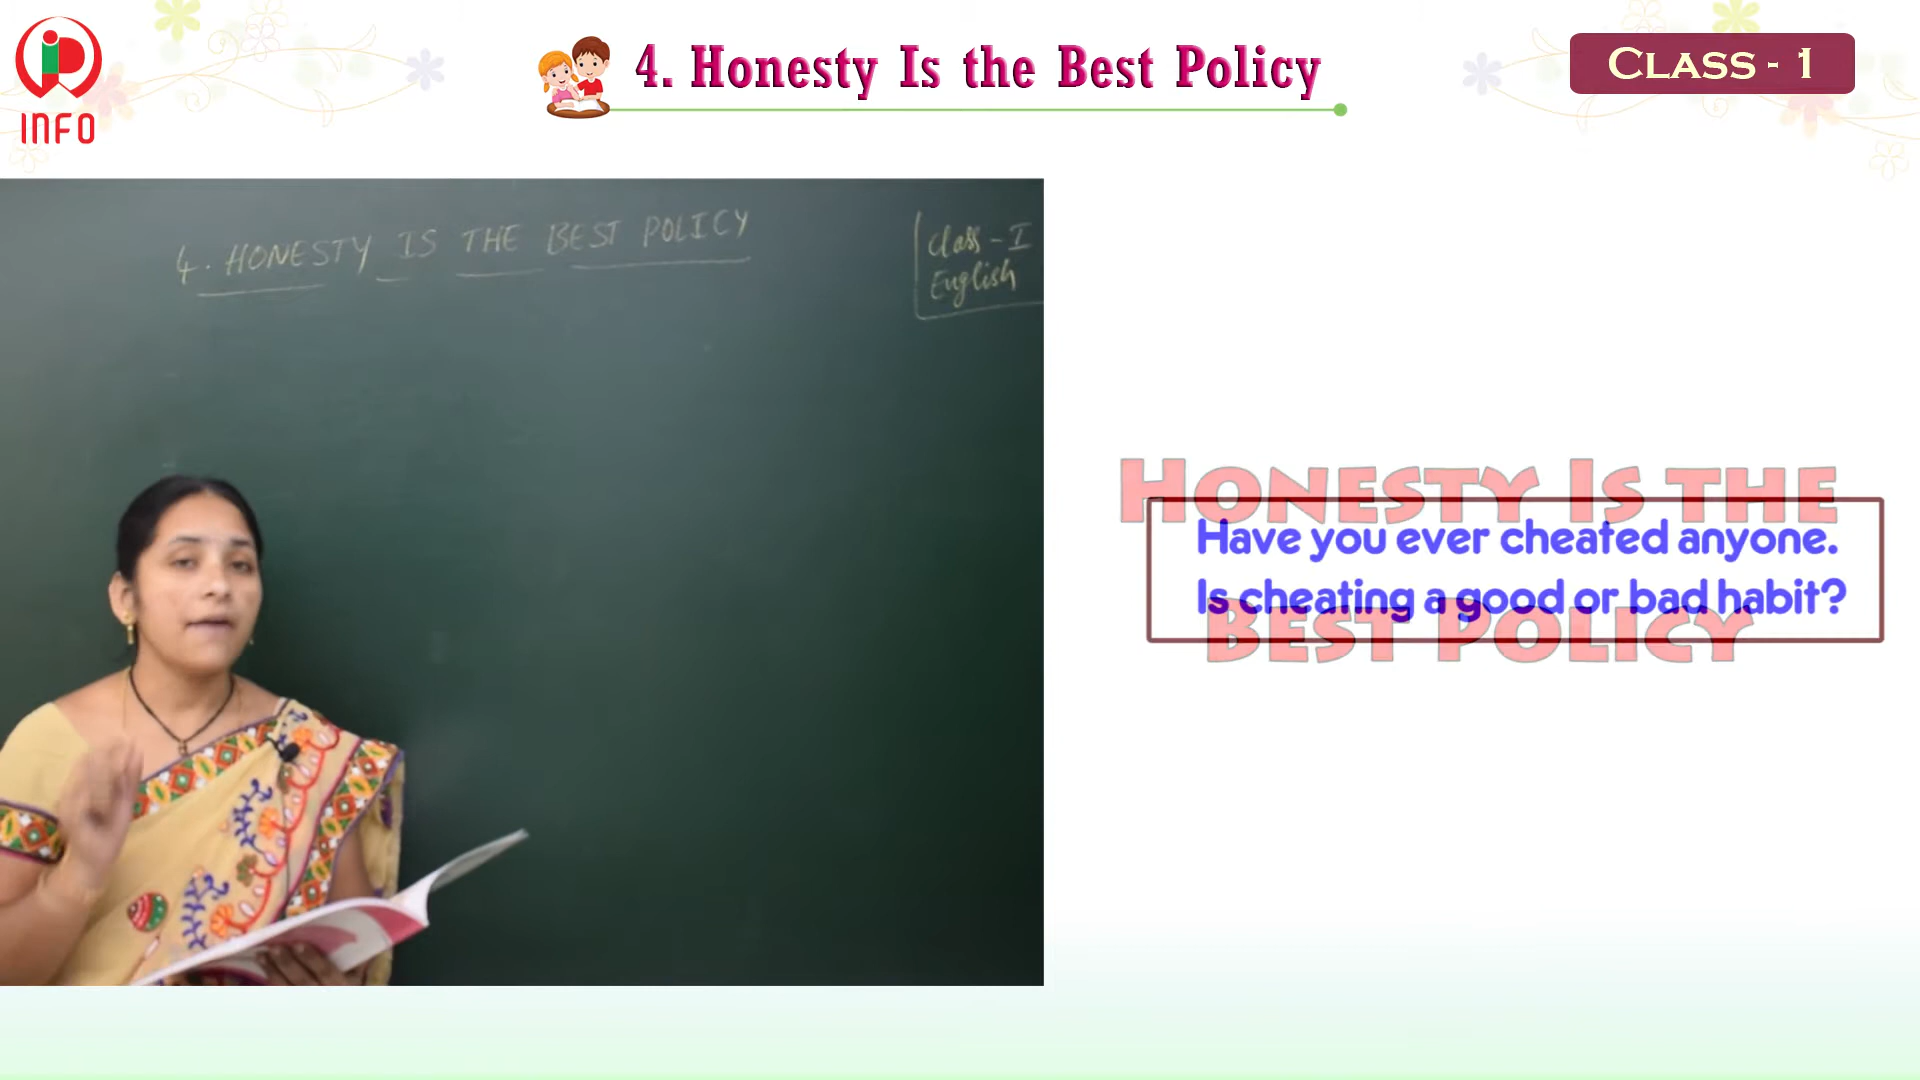 INFO
4. Honesty Is the Best Policy
CLASS - 1
4. HONESTY IS THE BEST POLICY
Class - I
English
HONESTY IS THE
BEST POLICY
Have you ever cheated anyone.
Is cheating a good or bad habit?